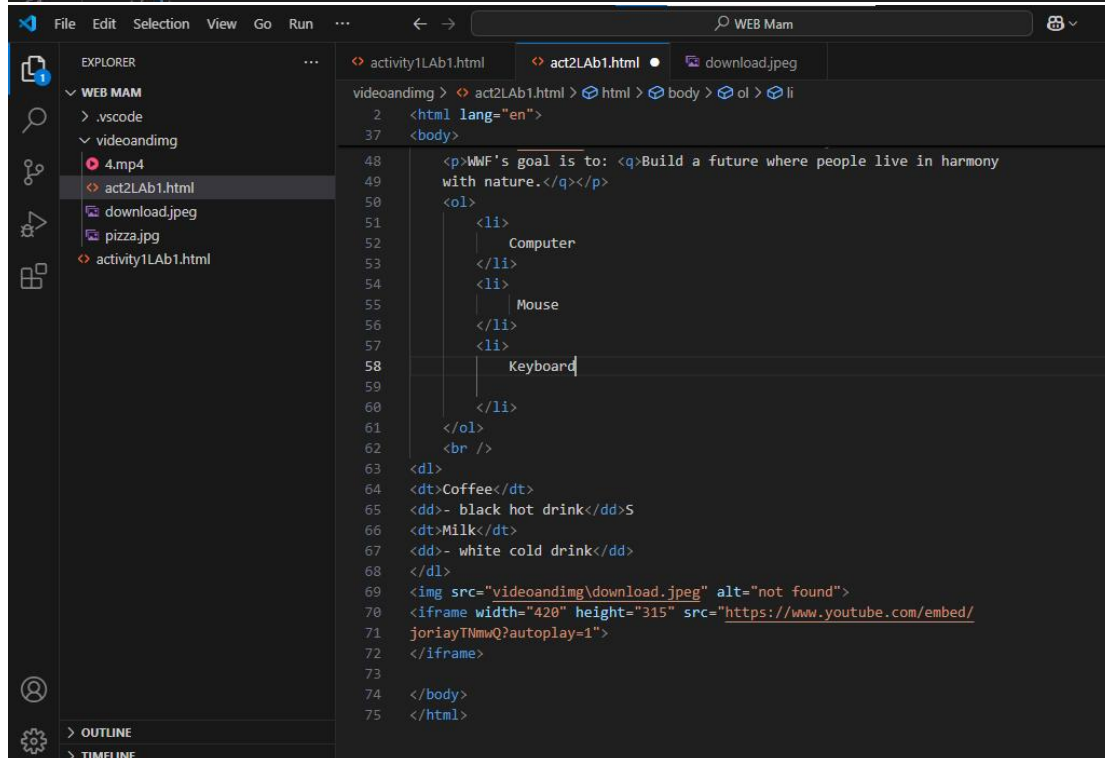 File Edit Selection View Go Run ... ← → WEB Mam
EXPLORER ...
WEB MAM
> .vscode
videoandimg
4.mp4
act2LAb1.html
download.jpeg
pizza.jpg
activity1LAb1.html
OUTLINE
TIMELINE
1
activity1LAb1.html act2LAb1.html ● download.jpeg
videoandimg > act2LAb1.html > html > body > ol > li
2 <html lang="en">
37 <body>
48 <p>WWF's goal is to: <q>Build a future where people live in harmony
49 with nature.</q></p>
50 <ol>
51 <li>
52 Computer
53 </li>
54 <li>
55 Mouse
56 </li>
57 <li>
58 Keyboard
59
60 </li>
61 </ol>
62 <br />
63 <dl>
64 <dt>Coffee</dt>
65 <dd>- black hot drink</dd>S
66 <dt>Milk</dt>
67 <dd>- white cold drink</dd>
68 </dl>
69 <img src="videoandimg\download.jpeg" alt="not found">
70 <iframe width="420" height="315" src="https://www.youtube.com/embed/
71 joriayTNmwQ?autoplay=1">
72 </iframe>
73
74 </body>
75 </html>